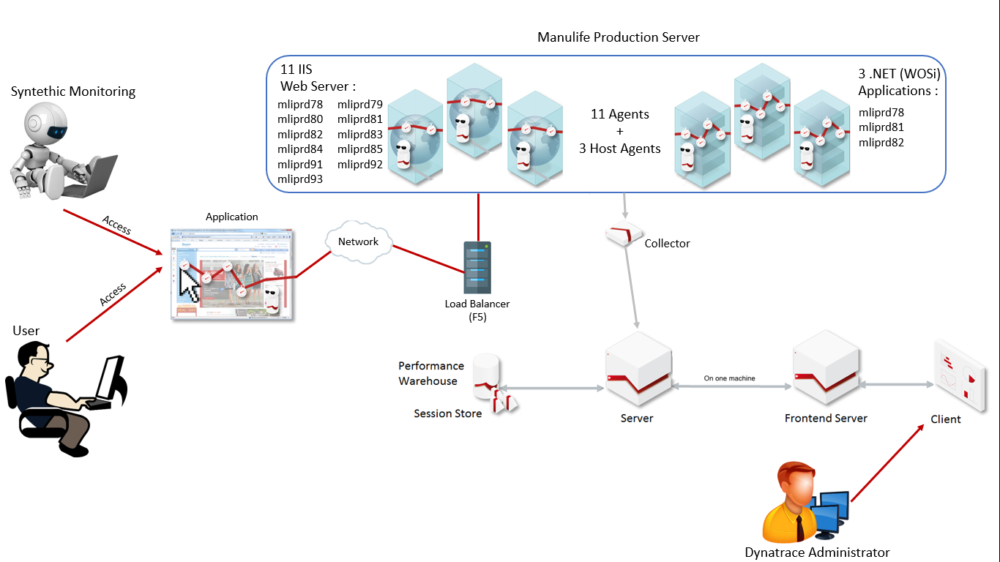 Manulife Production Server
Syntethic Monitoring
11 IIS
Web Server :
mliprd78 mliprd79
mliprd80 mliprd81
mliprd82 mliprd83
mliprd84 mliprd85
mliprd91 mliprd92
mliprd93
11 Agents
+
3 Host Agents
3 .NET (WOSi)
Applications :
mliprd78
mliprd81
mliprd82
Access
Application
Network
Collector
Access
Load Balancer
(F5)
User
Performance
Warehouse
Session Store
On one machine
Server
Frontend Server
Client
Dynatrace Administrator